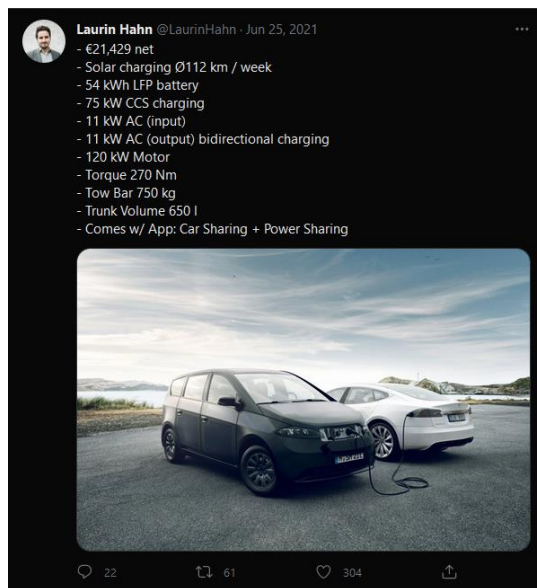 Laurin Hahn @LaurinHahn · Jun 25, 2021
- €21,429 net
- Solar charging Ø112 km / week
- 54 kWh LFP battery
- 75 kW CCS charging
- 11 kW AC (input)
- 11 kW AC (output) bidirectional charging
- 120 kW Motor
- Torque 270 Nm
- Tow Bar 750 kg
- Trunk Volume 650 l
- Comes w/ App: Car Sharing + Power Sharing
22 61 304